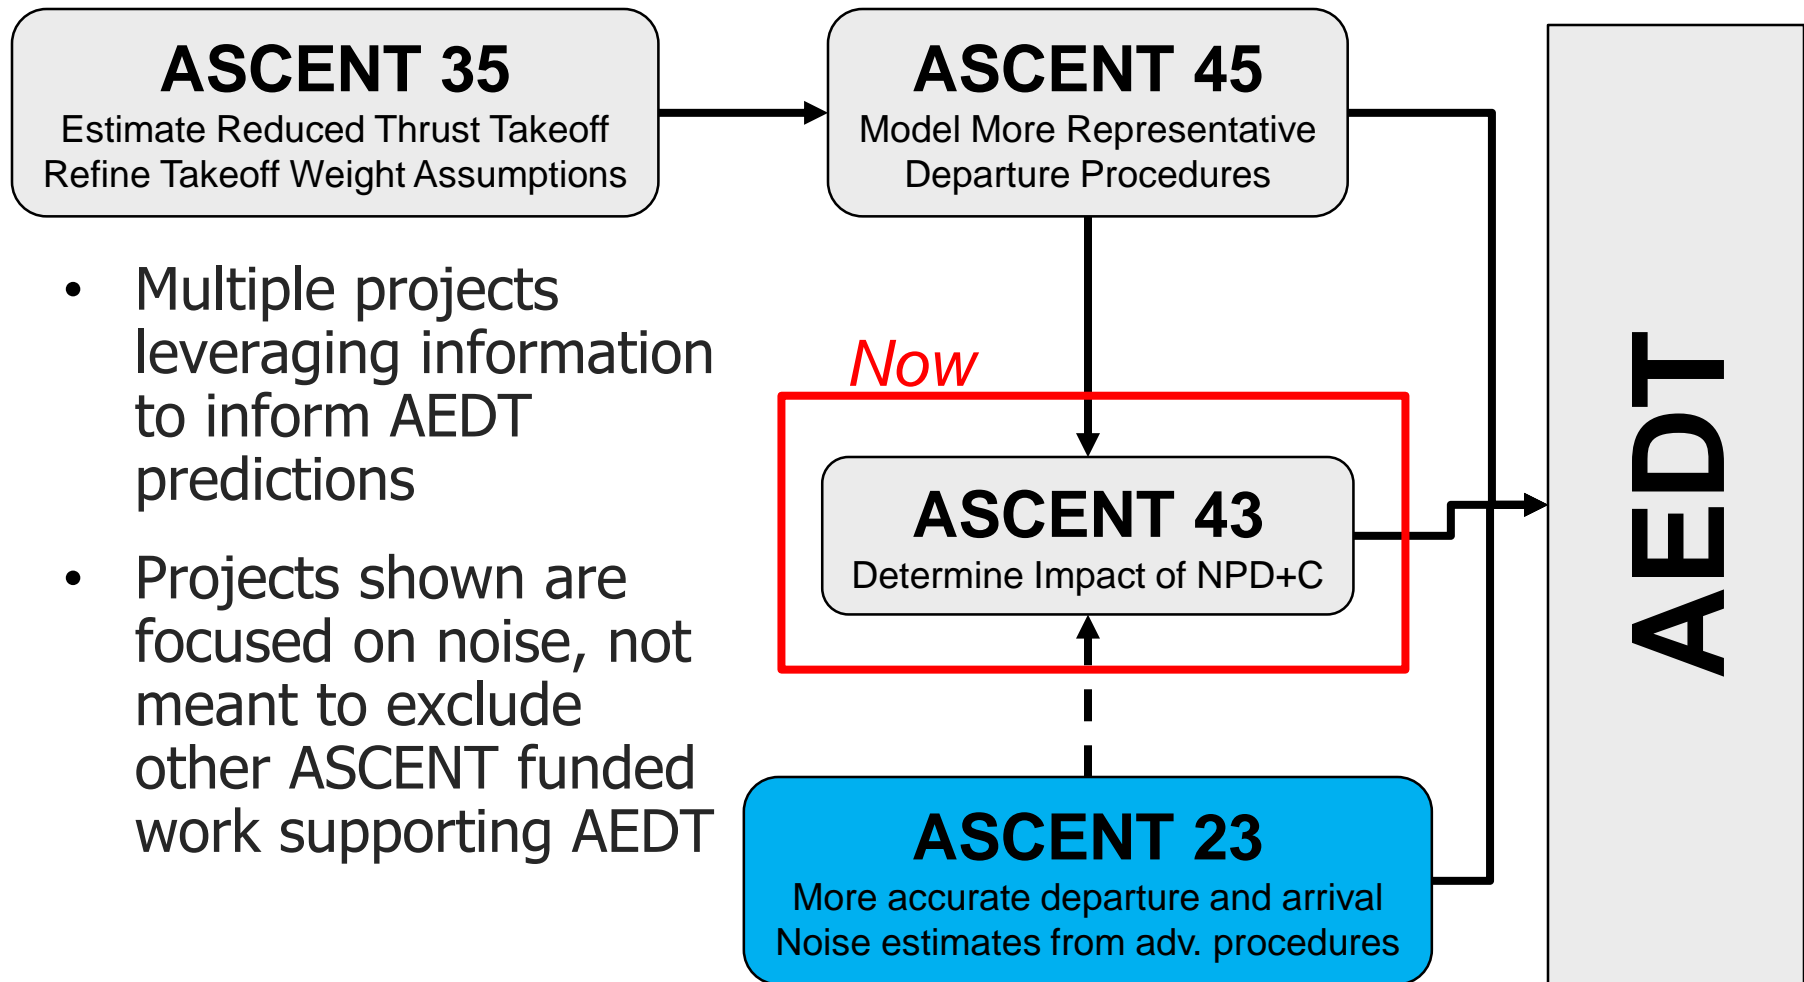 ASCENT 35
Estimate Reduced Thrust Takeoff
Refine Takeoff Weight Assumptions
ASCENT 45
Model More Representative
Departure Procedures
• Multiple projects
leveraging information
to inform AEDT
predictions
• Projects shown are
focused on noise, not
meant to exclude
other ASCENT funded
work supporting AEDT
Now
ASCENT 43
Determine Impact of NPD+C
ASCENT 23
More accurate departure and arrival
Noise estimates from adv. procedures
AEDT